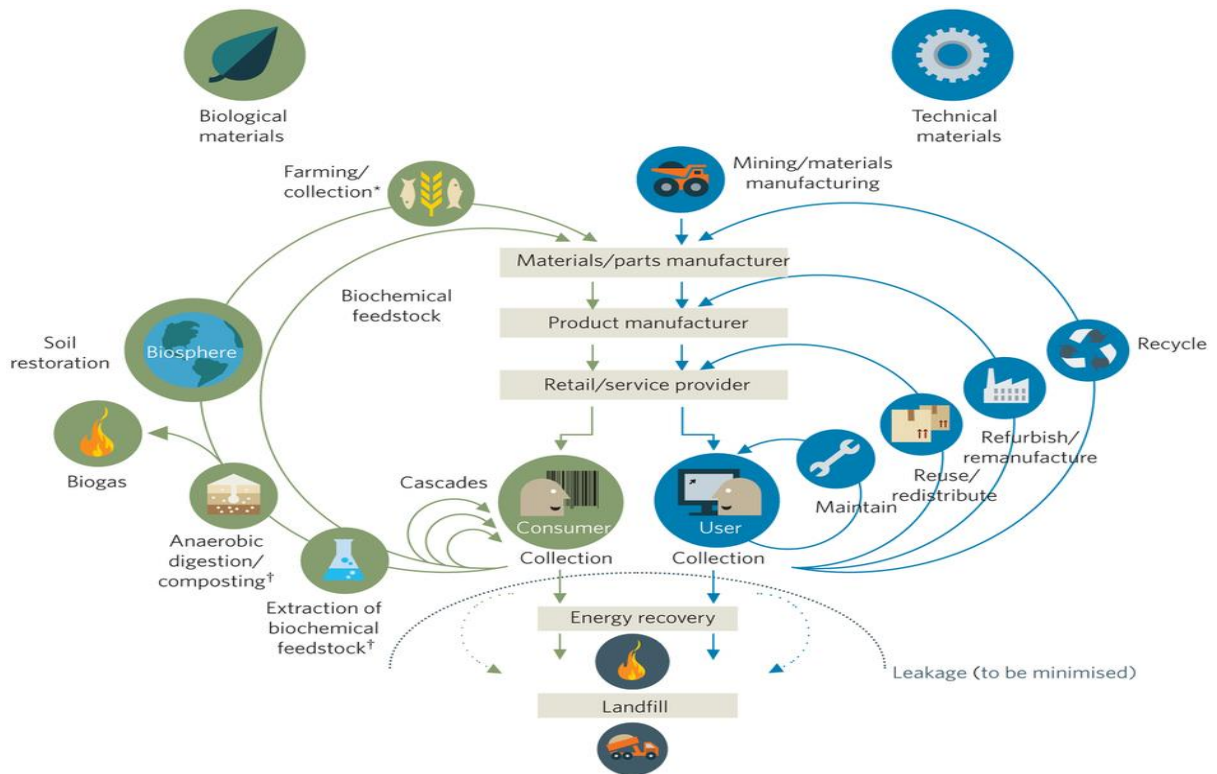 Biological
materials
Technical
materials
Farming/
collection*
Mining/materials
manufacturing
Materials/parts manufacturer
Biochemical
feedstock
Product manufacturer
Soil
restoration
Biosphere
Recycle
Retail/service provider
Refurbish/
remanufacture
Reuse/
redistribute
Biogas
Cascades
Maintain
Consumer
User
Anaerobic
digestion/
composting†
Collection
Collection
Extraction of
biochemical
feedstock†
Energy recovery
Leakage (to be minimised)
Landfill